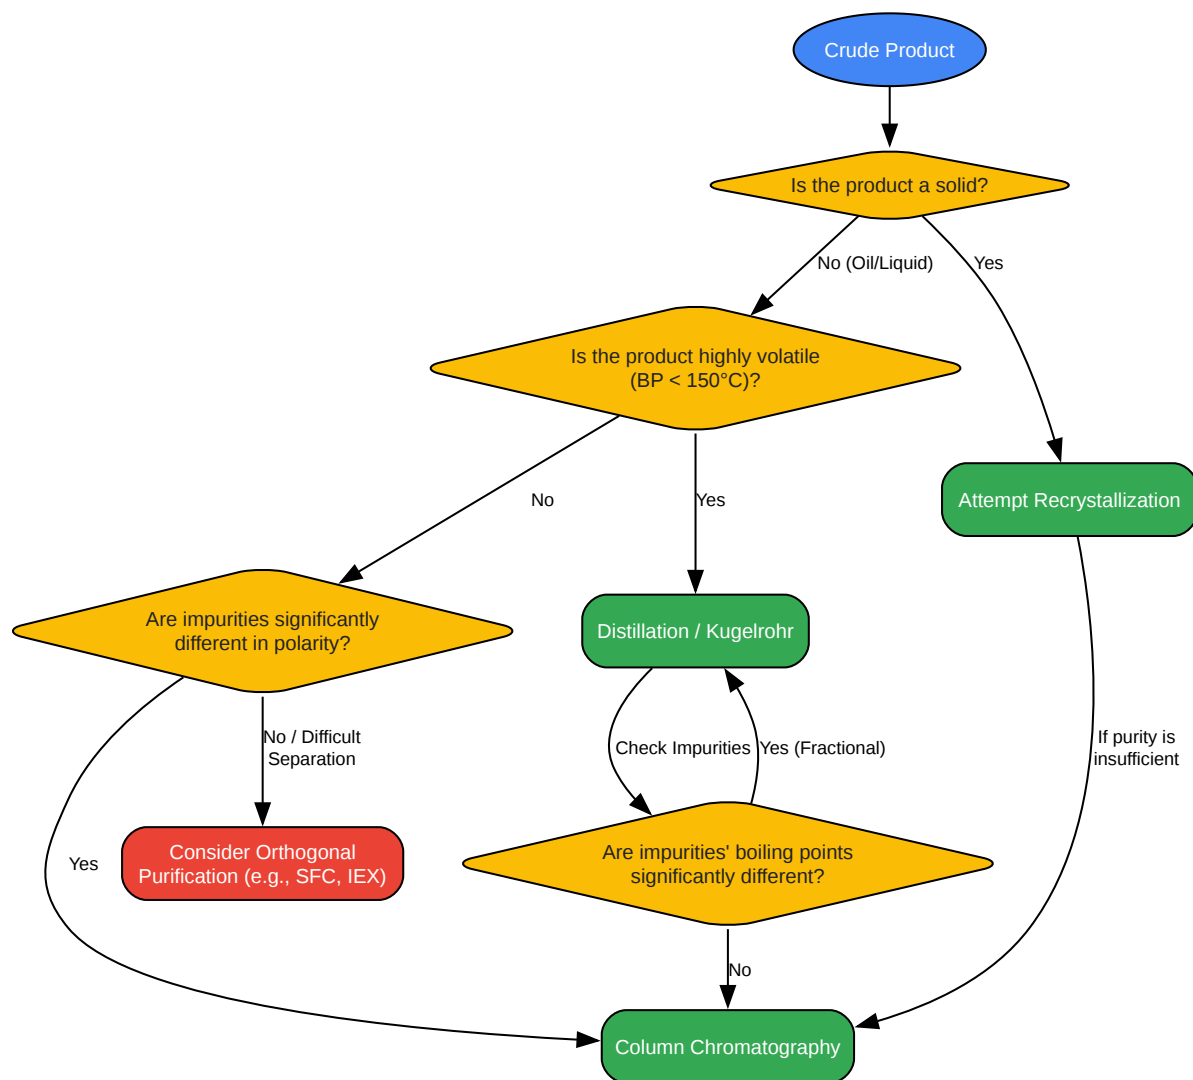 Crude Product
Is the product a solid?
No (Oil/Liquid)
Yes
Is the product highly volatile
(BP < 150°C)?
No
Yes
Attempt Recrystallization
Are impurities significantly
different in polarity?
Distillation / Kugelrohr
No / Difficult
Separation
Check Impurities
Yes (Fractional)
If purity is
insufficient
Yes
Consider Orthogonal
Purification (e.g., SFC, IEX)
Are impurities' boiling points
significantly different?
No
Column Chromatography